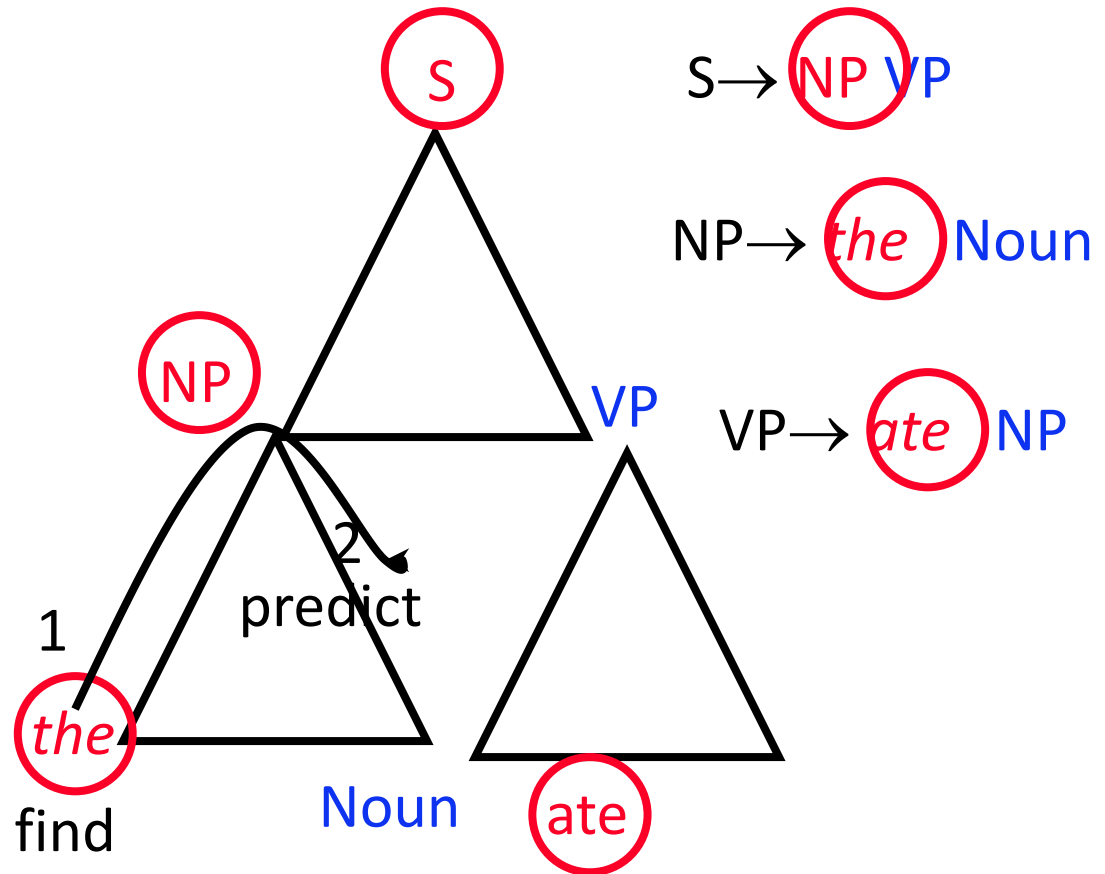 S
S→ NP VP
NP→ the Noun
NP
VP
VP→ ate NP
2
predict
1
the
find
Noun
ate